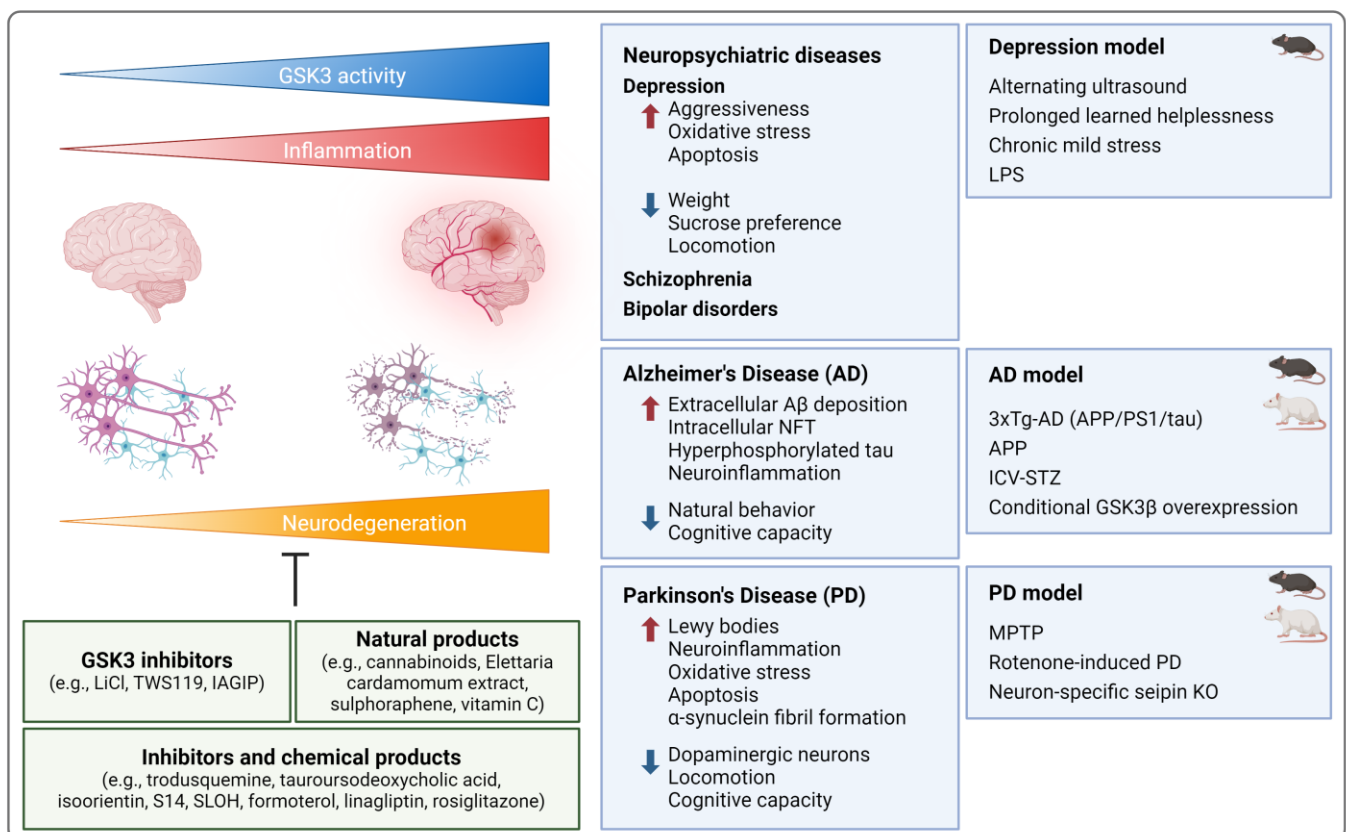 GSK3 activity
Inflammation
Neurodegeneration
GSK3 inhibitors
(e.g., LiCl, TWS119, IAGIP)
Natural products
(e.g., cannabinoids, Elettaria
cardamomum extract,
sulphoraphene, vitamin C)
Inhibitors and chemical products
(e.g., trodusquemine, tauroursodeoxycholic acid,
isoorientin, S14, SLOH, formoterol, linagliptin, rosiglitazone)
Neuropsychiatric diseases
Depression
Aggressiveness
Oxidative stress
Apoptosis
Weight
Sucrose preference
Locomotion
Schizophrenia
Bipolar disorders
Depression model
Alternating ultrasound
Prolonged learned helplessness
Chronic mild stress
LPS
Alzheimer's Disease (AD)
Extracellular Aβ deposition
Intracellular NFT
Hyperphosphorylated tau
Neuroinflammation
Natural behavior
Cognitive capacity
AD model
3xTg-AD (APP/PS1/tau)
APP
ICV-STZ
Conditional GSK3β overexpression
Parkinson's Disease (PD)
Lewy bodies
Neuroinflammation
Oxidative stress
Apoptosis
α-synuclein fibril formation
Dopaminergic neurons
Locomotion
Cognitive capacity
PD model
MPTP
Rotenone-induced PD
Neuron-specific seipin KO